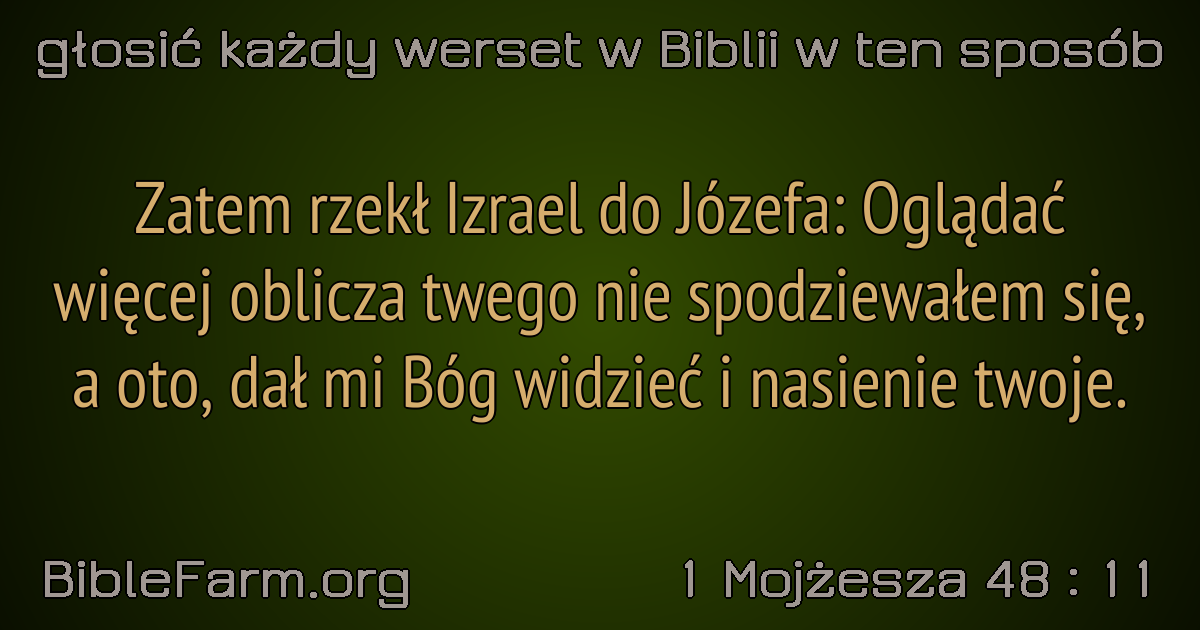 głosić każdy werset w Biblii w ten sposób
Zatem rzekł Izrael do Józefa: Oglądać
więcej oblicza twego nie spodziewałem się,
a oto, dał mi Bóg widzieć i nasienie twoje.
BibleFarm.org
1 Mojżesza 48 : 11